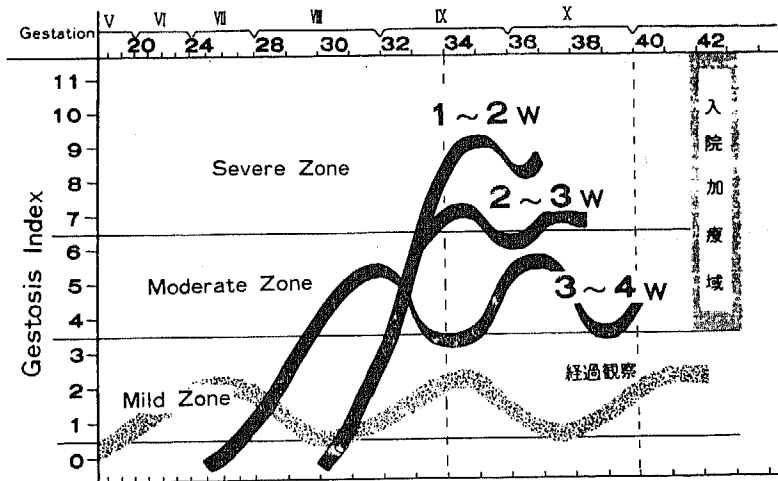 V VI VII VIII IX X
Gestation 20 24 28 30 32 34 36 38 40 42
11
10
9
8
7
6
5
4
3
2
1
0
Gestosis Index
Severe Zone
Moderate Zone
Mild Zone
1~2 W
2~3 W
3~4 W
経過観察
入院加療域